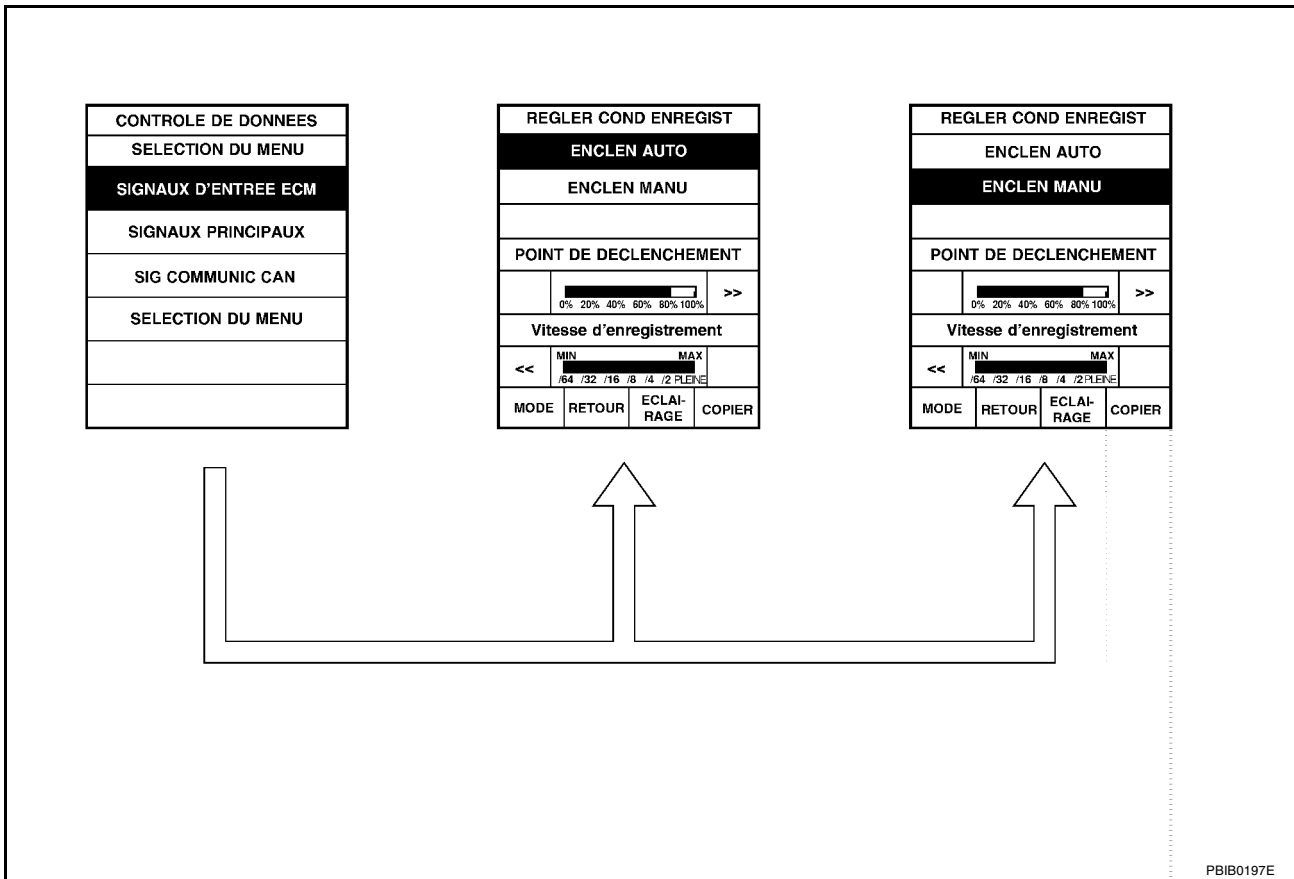 CONTROLE DE DONNEES
SELECTION DU MENU
SIGNAUX D'ENTREE ECM
SIGNAUX PRINCIPAUX
SIG COMMUNIC CAN
SELECTION DU MENU
REGLER COND ENREGIST
ENCLEN AUTO
ENCLEN MANU
POINT DE DECLENCHEMENT
>>
0% 20% 40% 60% 80% 100%
Vitesse d'enregistrement
MIN MAX
<<
/64 /32 /16 /8 /4 /2 PLEINE
MODE RETOUR ECLAI-
RAGE COPIER
REGLER COND ENREGIST
ENCLEN AUTO
ENCLEN MANU
POINT DE DECLENCHEMENT
>>
0% 20% 40% 60% 80% 100%
Vitesse d'enregistrement
MIN MAX
<<
/64 /32 /16 /8 /4 /2 PLEINE
MODE RETOUR ECLAI-
RAGE COPIER
PBIB0197E